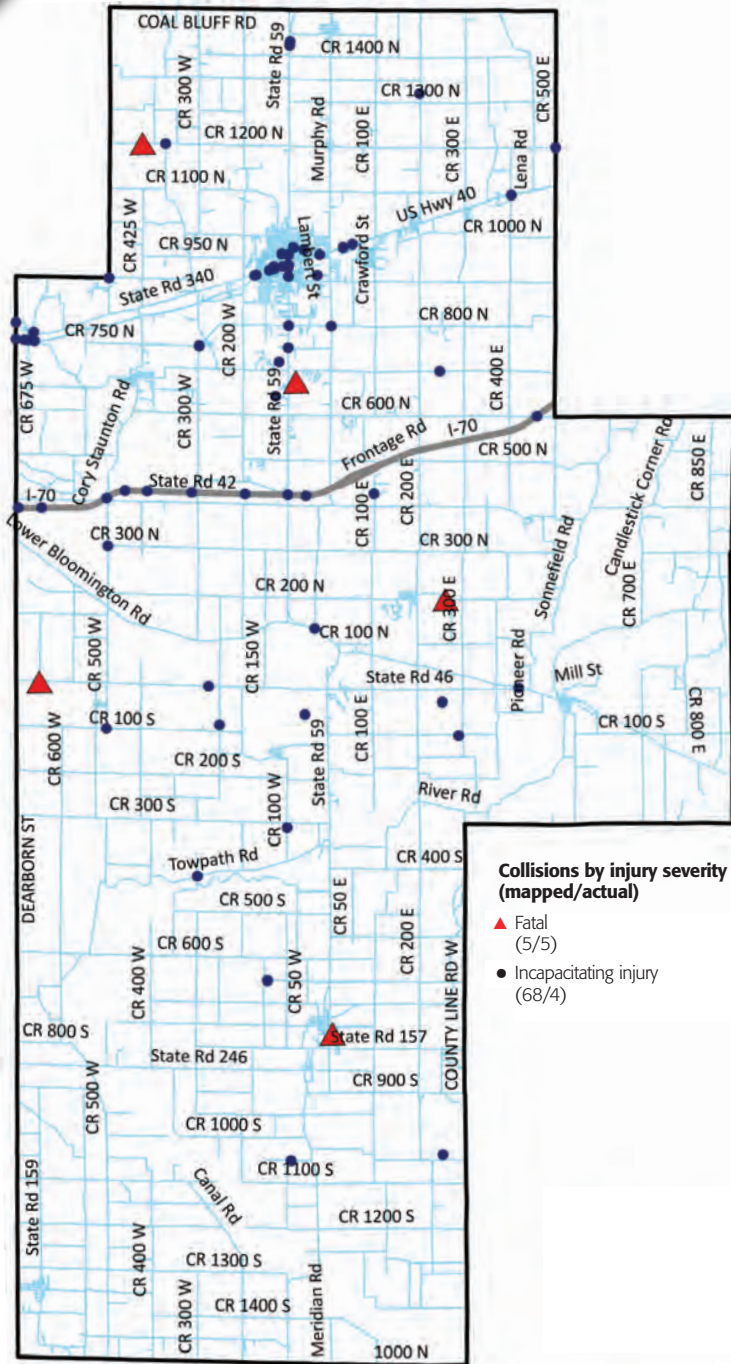 COAL BLUFF RD
State Rd 59
CR 1400 N
CR 300 W
CR 500 E
CR 1300 N
Murphy Rd
CR 1200 N
CR 100 E
CR 300 E
Lena Rd
CR 1100 N
US Hwy 40
CR 425 W
CR 950 N
Lambert St
Crawford St
CR 1000 N
State Rd 340
CR 750 N
CR 200 W
CR 800 N
CR 675 W
Cory Staunton Rd
CR 300 W
State Rd 59
CR 400 E
CR 600 N
Frontage Rd
I-70
CR 500 N
Candlestick Corner Rd
CR 850 E
State Rd 42
I-70
CR 100 E
CR 200 E
Sonnefield Rd
Lower Bloomington Rd
CR 300 N
CR 300 N
CR 200 N
CR 300 E
CR 700 E
CR 100 N
CR 500 W
CR 150 W
State Rd 46
Pioneer Rd
Mill St
CR 100 S
CR 600 W
CR 100 E
CR 100 S
CR 800 E
CR 200 S
State Rd 59
CR 300 S
CR 100 W
River Rd
DEARBORN ST
Towpath Rd
CR 400 S
CR 500 S
CR 50 E
CR 600 S
CR 200 E
CR 400 W
CR 50 W
COUNTY LINE RD W
Collisions by injury severity
(mapped/actual)
Fatal
(5/5)
Incapacitating injury
(68/4)
CR 800 S
State Rd 157
State Rd 246
CR 500 W
CR 900 S
CR 1000 S
CR 1100 S
State Rd 159
Canal Rd
CR 1200 S
CR 400 W
CR 1300 S
CR 300 W
CR 1400 S
Meridian Rd
1000 N